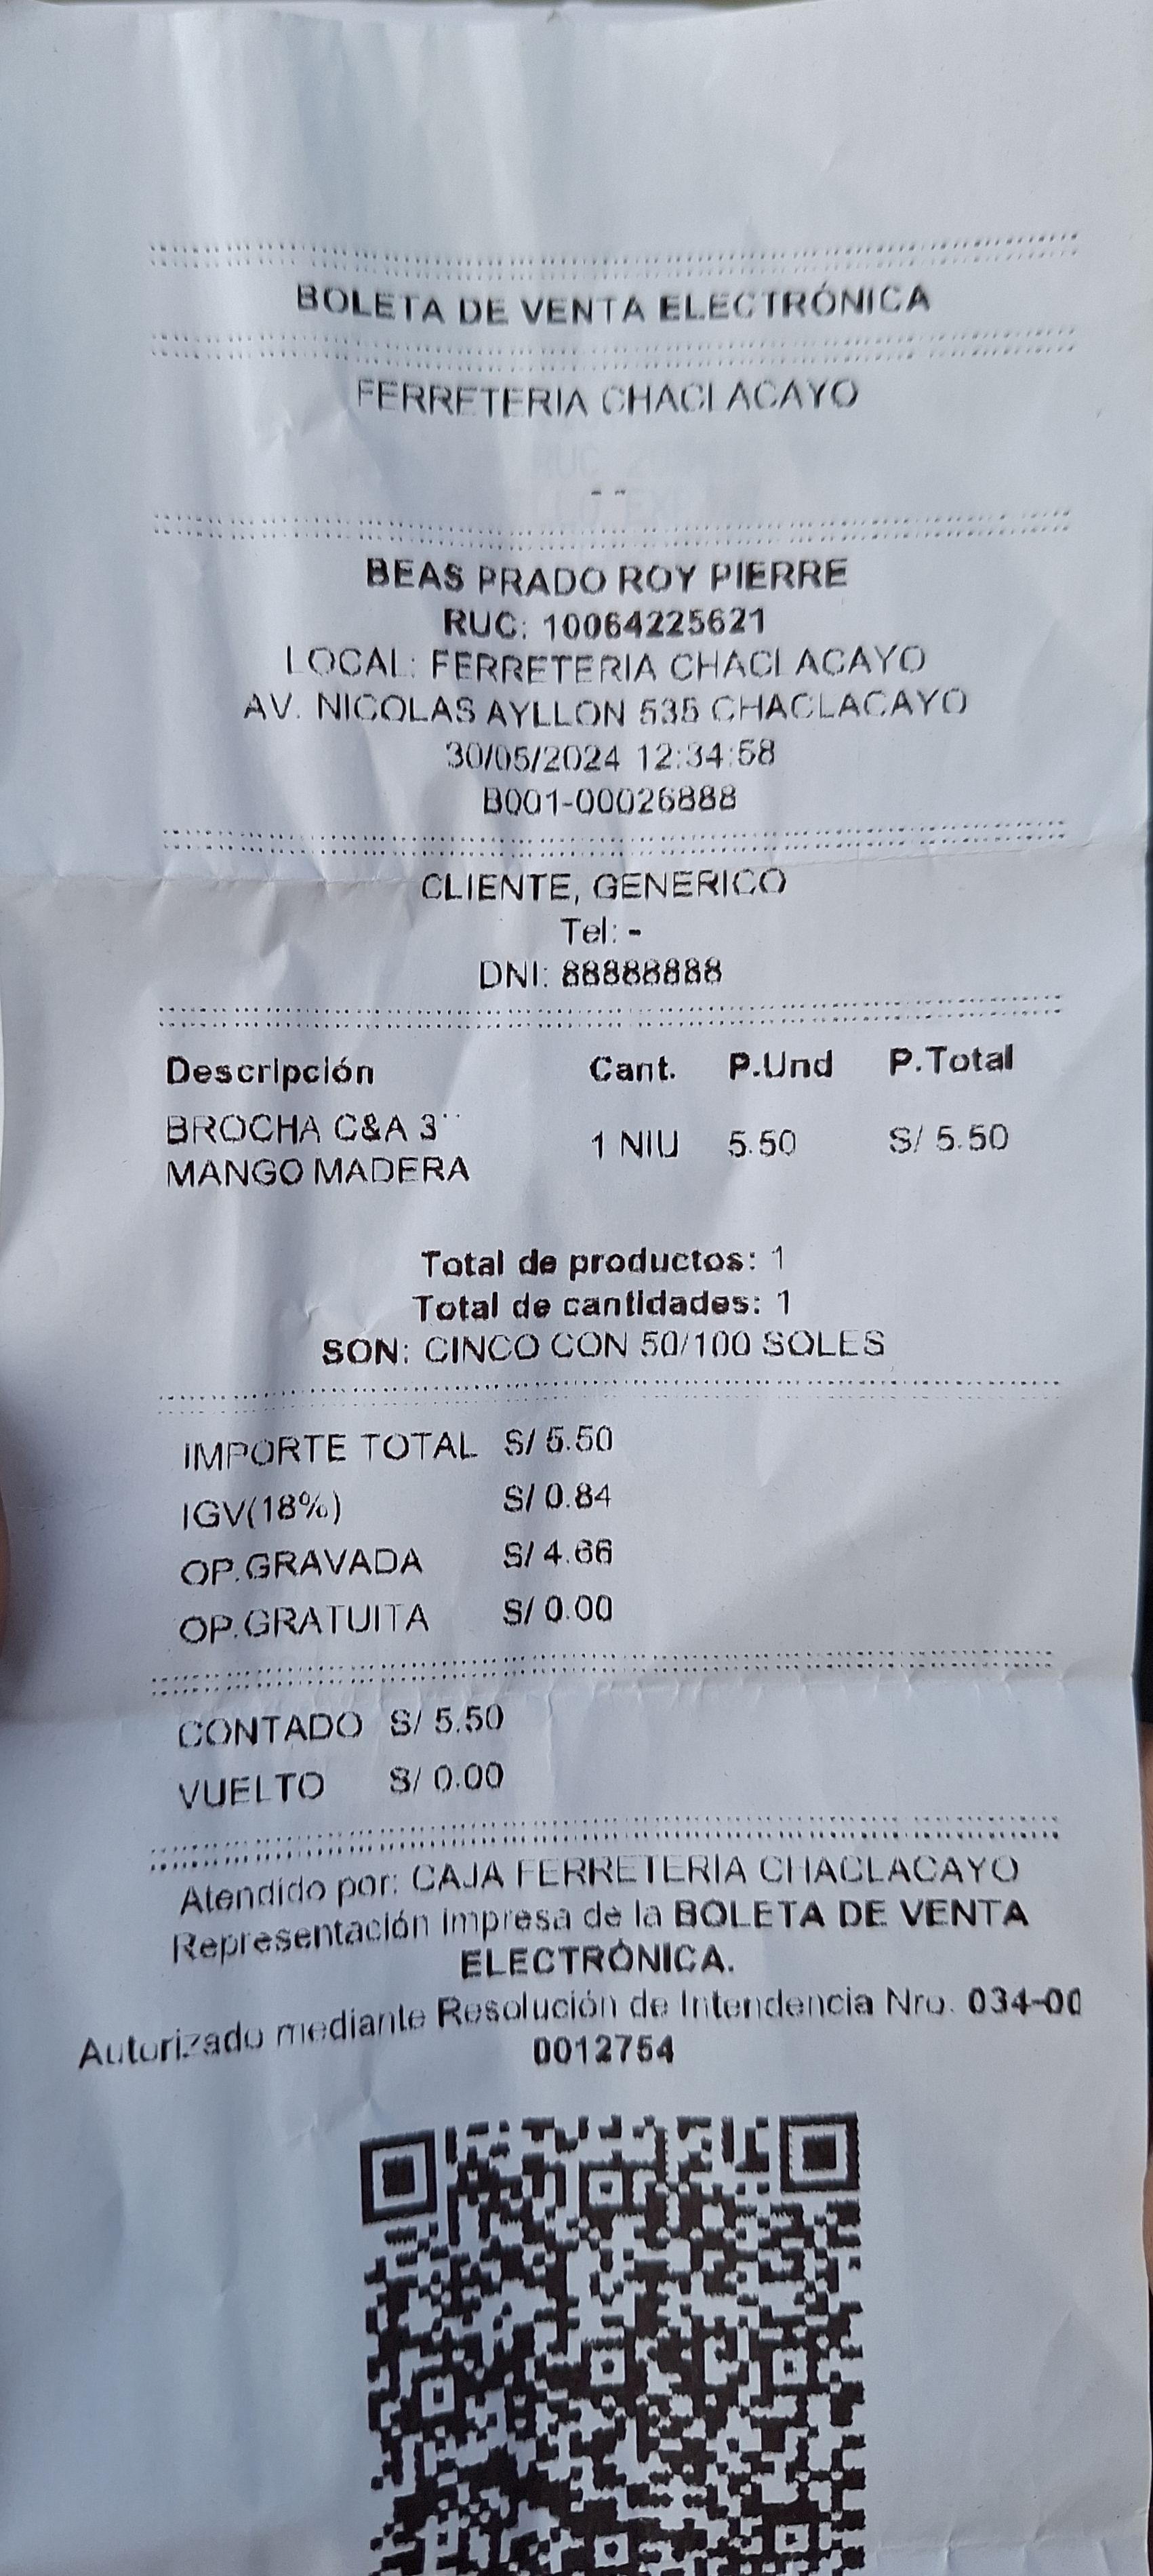 BOLETA DE VENTA ELECTRÓNICA
FERRETERIA CHACLACAYO
- -
BEAS PRADO ROY PIERRE
RUC: 10064225621
LOCAL: FERRETERIA CHACLACAYO
AV. NICOLAS AYLLON 535 CHACLACAYO
30/05/2024 12:34:58
B001-00026888
CLIENTE, GENERICO
Tel: -
DNI: 88888888
Descripción Cant. P.Und P.Total
BROCHA C&A 3¨
MANGO MADERA 1 NIU 5.50 S/ 5.50
Total de productos: 1
Total de cantidades: 1
SON: CINCO CON 50/100 SOLES
IMPORTE TOTAL S/ 5.50
IGV(18%) S/ 0.84
OP.GRAVADA S/ 4.66
OP.GRATUITA S/ 0.00
CONTADO S/ 5.50
VUELTO S/ 0.00
Atendido por: CAJA FERRETERIA CHACLACAYO
Representación impresa de la BOLETA DE VENTA
ELECTRÓNICA.
Autorizado mediante Resolución de Intendencia Nro. 034-00
0012754